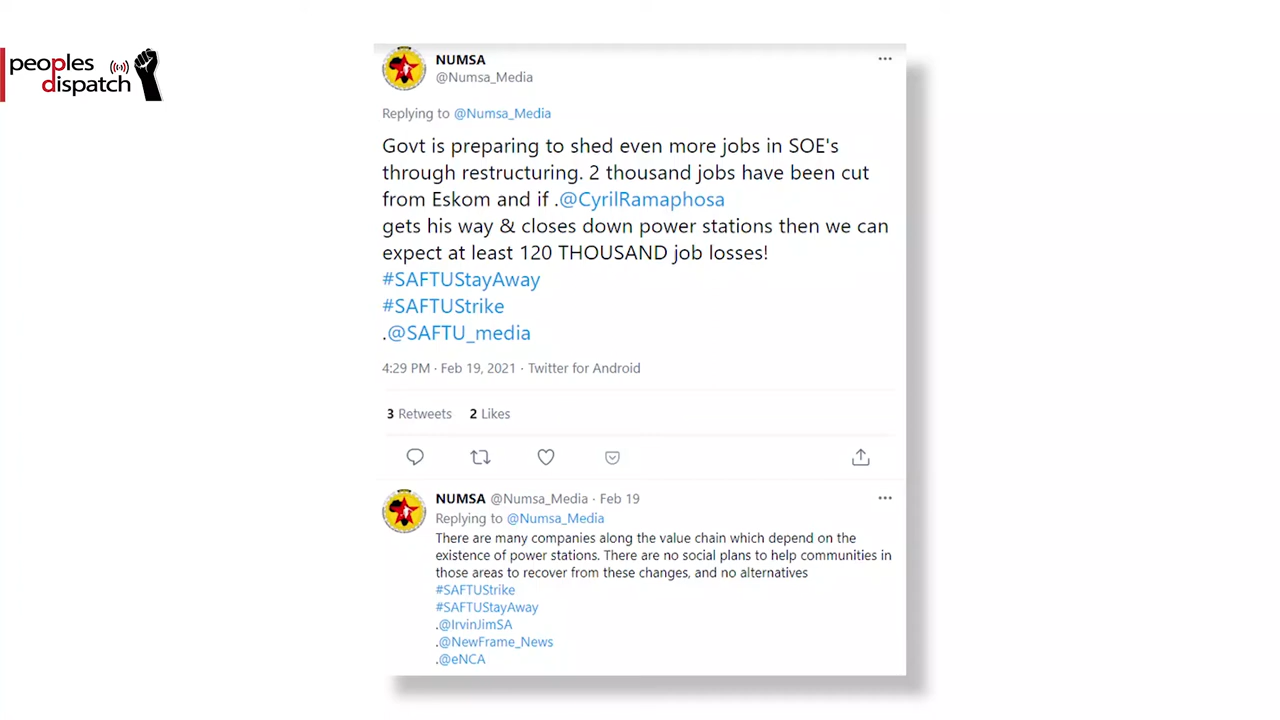 peoples
dispatch
NUMSA
@Numsa_Media
Replying to @Numsa_Media
Govt is preparing to shed even more jobs in SOE's
through restructuring. 2 thousand jobs have been cut
from Eskom and if .@CyrilRamaphosa
gets his way & closes down power stations then we can
expect at least 120 THOUSAND job losses!
#SAFTUStayAway
#SAFTUStrike
.@SAFTU_media
4:29 PM · Feb 19, 2021 · Twitter for Android
3 Retweets 2 Likes
NUMSA @Numsa_Media · Feb 19
Replying to @Numsa_Media
There are many companies along the value chain which depend on the
existence of power stations. There are no social plans to help communities in
those areas to recover from these changes, and no alternatives
#SAFTUStrike
#SAFTUStayAway
.@IrvinJimSA
.@NewFrame_News
.@eNCA